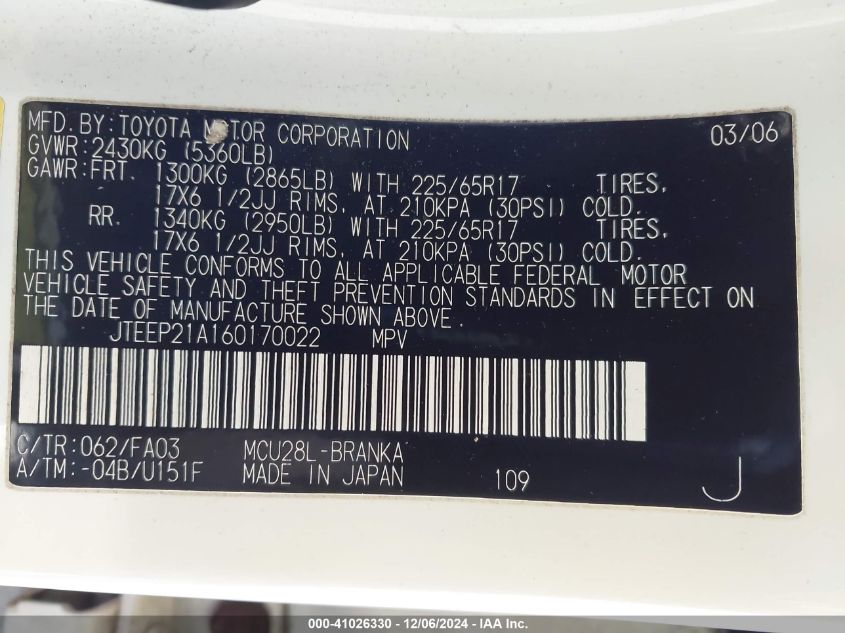 MFD. BY: TOYOTA MOTOR CORPORATION 03/06
GVWR: 2430KG (5360LB)
GAWR: FRT. 1300KG (2865LB) WITH 225/65R17 TIRES,
17X6 1/2JJ RIMS, AT 210KPA (30PSI) COLD.
RR. 1340KG (2950LB) WITH 225/65R17 TIRES,
17X6 1/2JJ RIMS, AT 210KPA (30PSI) COLD.
THIS VEHICLE CONFORMS TO ALL APPLICABLE FEDERAL MOTOR
VEHICLE SAFETY AND THEFT PREVENTION STANDARDS IN EFFECT ON
THE DATE OF MANUFACTURE SHOWN ABOVE.
JTEEP21A160170022 MPV
C/TR: 062/FA03 MCU28L-BRANKA
A/TM: -04B/U151F MADE IN JAPAN 109 J
000-41026330 - 12/06/2024 - IAA Inc.